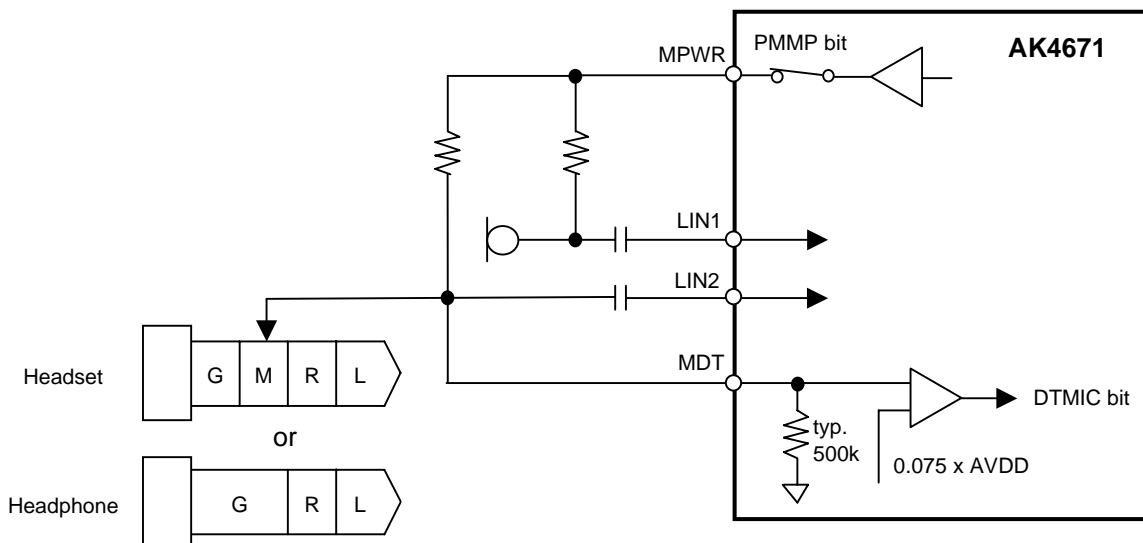 AK4671
PMMP bit
MPWR
LIN1
LIN2
MDT
Headset
G M R L
or
Headphone
G R L
typ.
500k
DTMIC bit
0.075 x AVDD